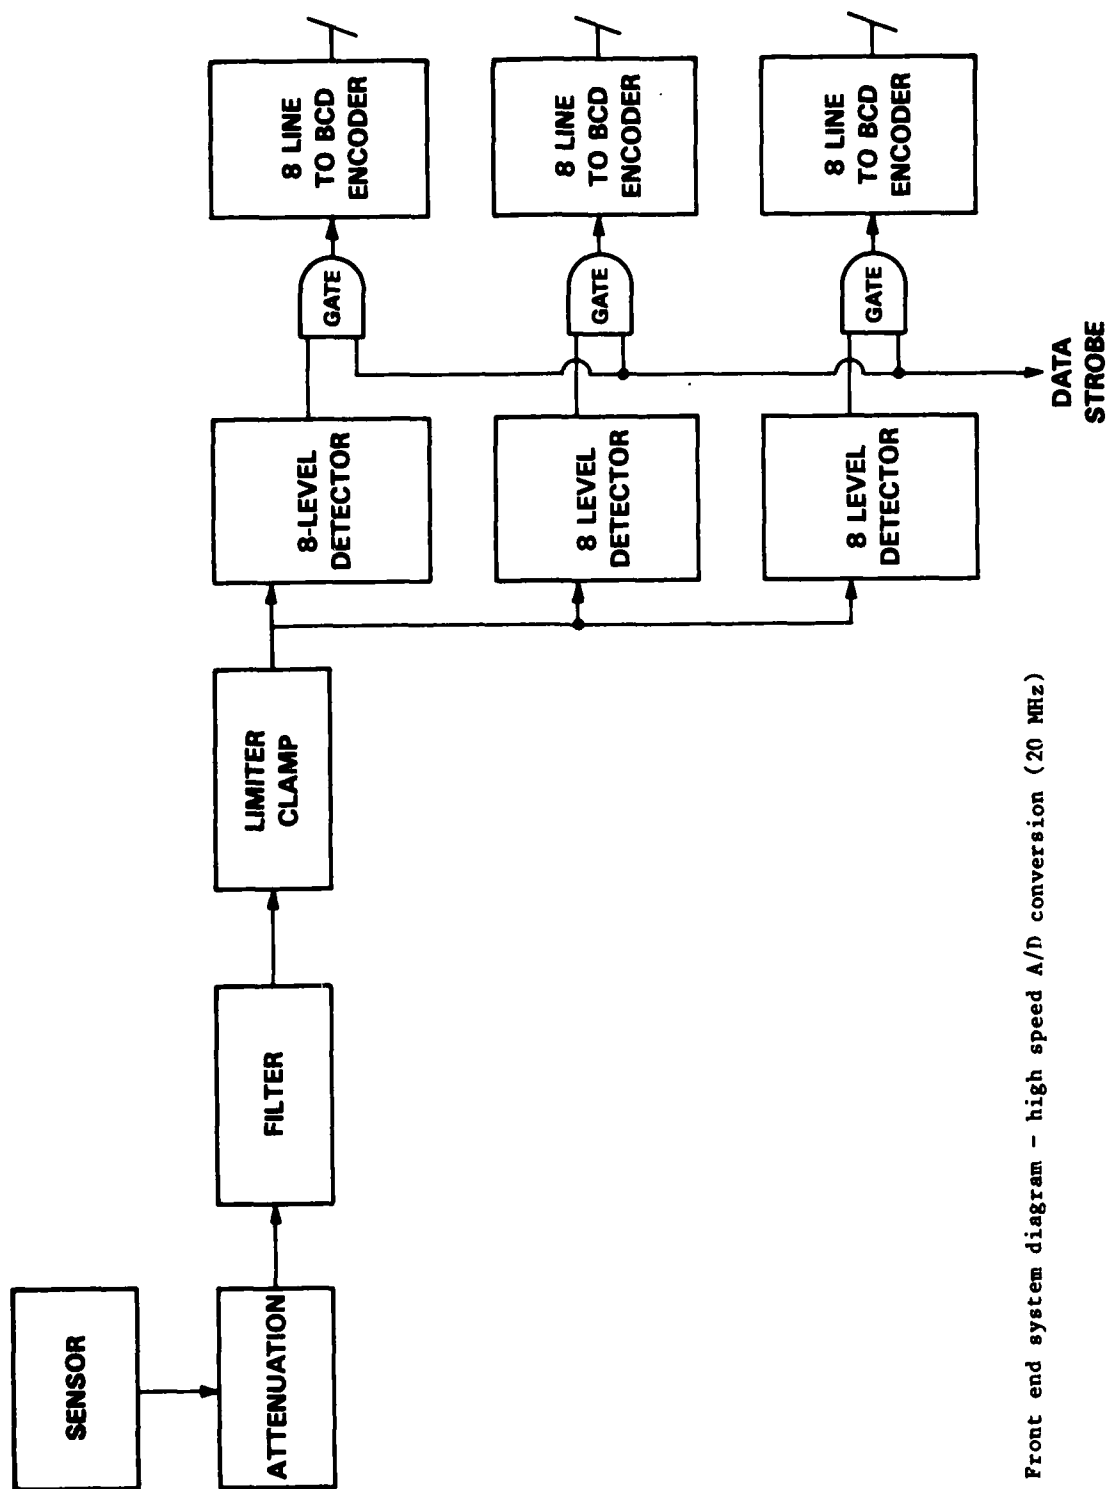 SENSOR
ATTENUATION
FILTER
LIMITER
CLAMP
8-LEVEL
DETECTOR
GATE
8 LINE
TO BCD
ENCODER
8 LEVEL
DETECTOR
GATE
8 LINE
TO BCD
ENCODER
8 LEVEL
DETECTOR
GATE
8 LINE
TO BCD
ENCODER
DATA
STROBE
Front end system diagram - high speed A/D conversion (20 MHz)